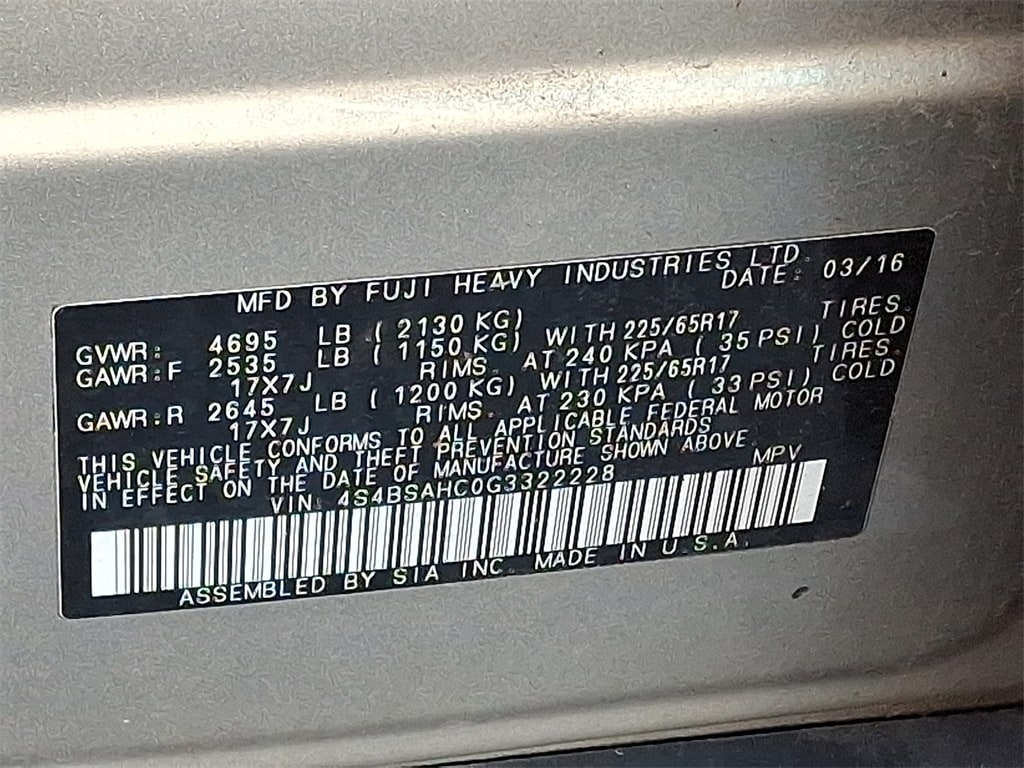 MFD BY FUJI HEAVY INDUSTRIES LTD.
DATE: 03/16
GVWR: 4695 LB ( 2130 KG)
GAWR:F 2535 LB ( 1150 KG) WITH 225/65R17 TIRES.
17X7J RIMS. AT 240 KPA ( 35 PSI) COLD
GAWR:R 2645 LB ( 1200 KG) WITH 225/65R17 TIRES.
17X7J RIMS. AT 230 KPA ( 33 PSI) COLD
THIS VEHICLE CONFORMS TO ALL APPLICABLE FEDERAL MOTOR
VEHICLE SAFETY AND THEFT PREVENTION STANDARDS
IN EFFECT ON THE DATE OF MANUFACTURE SHOWN ABOVE.
VIN: 4S4BSAHC0G3322228 MPV
ASSEMBLED BY SIA INC. MADE IN U.S.A.